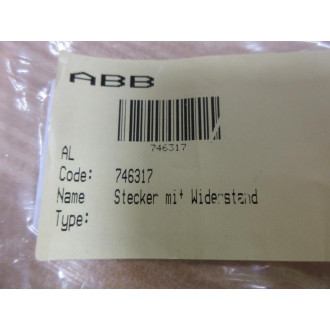 ABB
746317
AL
Code: 746317
Name Stecker mit Widerstand
Type: